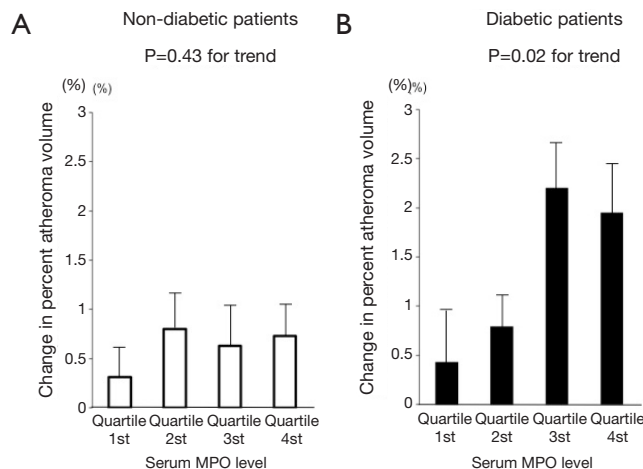 A
Non-diabetic patients
P=0.43 for trend
(%) (%)
Change in percent atheroma volume
3
2.5
2
1.5
1
0.5
0
Quartile Quartile Quartile Quartile
1st 2st 3st 4st
Serum MPO level
B
Diabetic patients
P=0.02 for trend
(%)%)
Change in percent atheroma volume
3
2.5
2
1.5
1
0.5
0
Quartile Quartile Quartile Quartile
1st 2st 3st 4st
Serum MPO level